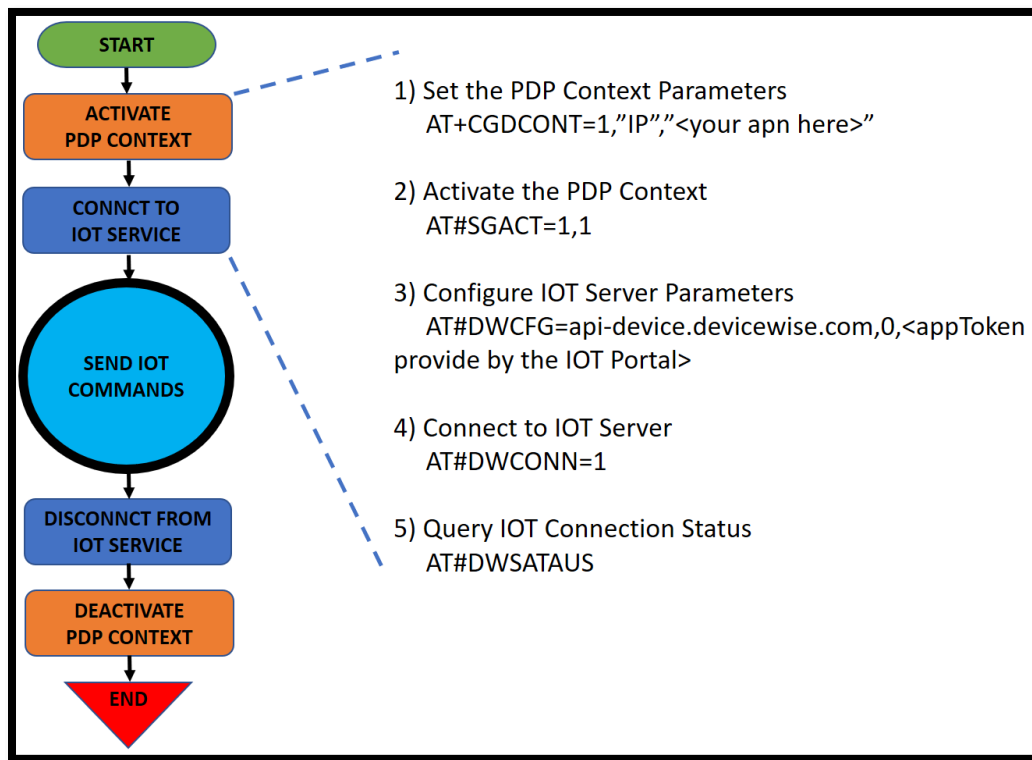 START
ACTIVATE
PDP CONTEXT
CONNCT TO
IOT SERVICE
SEND IOT
COMMANDS
DISCONNCT FROM
IOT SERVICE
DEACTIVATE
PDP CONTEXT
END
1) Set the PDP Context Parameters
AT+CGDCONT=1,”IP”,”<your apn here>”
2) Activate the PDP Context
AT#SGACT=1,1
3) Configure IOT Server Parameters
AT#DWCFG=api-device.devicewise.com,0,<appToken
provide by the IOT Portal>
4) Connect to IOT Server
AT#DWCONN=1
5) Query IOT Connection Status
AT#DWSATAUS